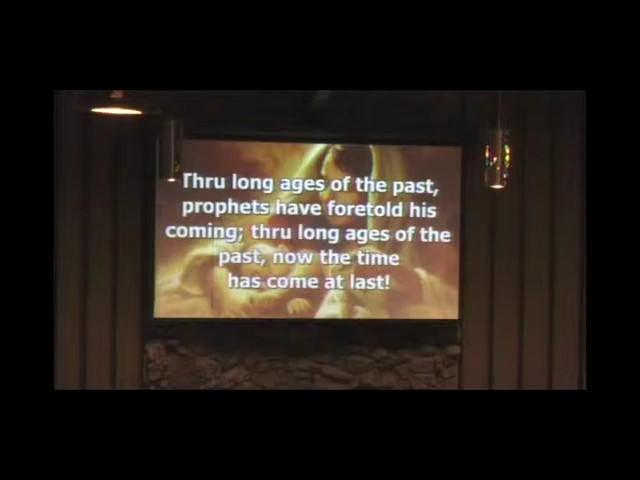 Thru long ages of the past,
prophets have foretold his
coming; thru long ages of the
past, now the time
has come at last!